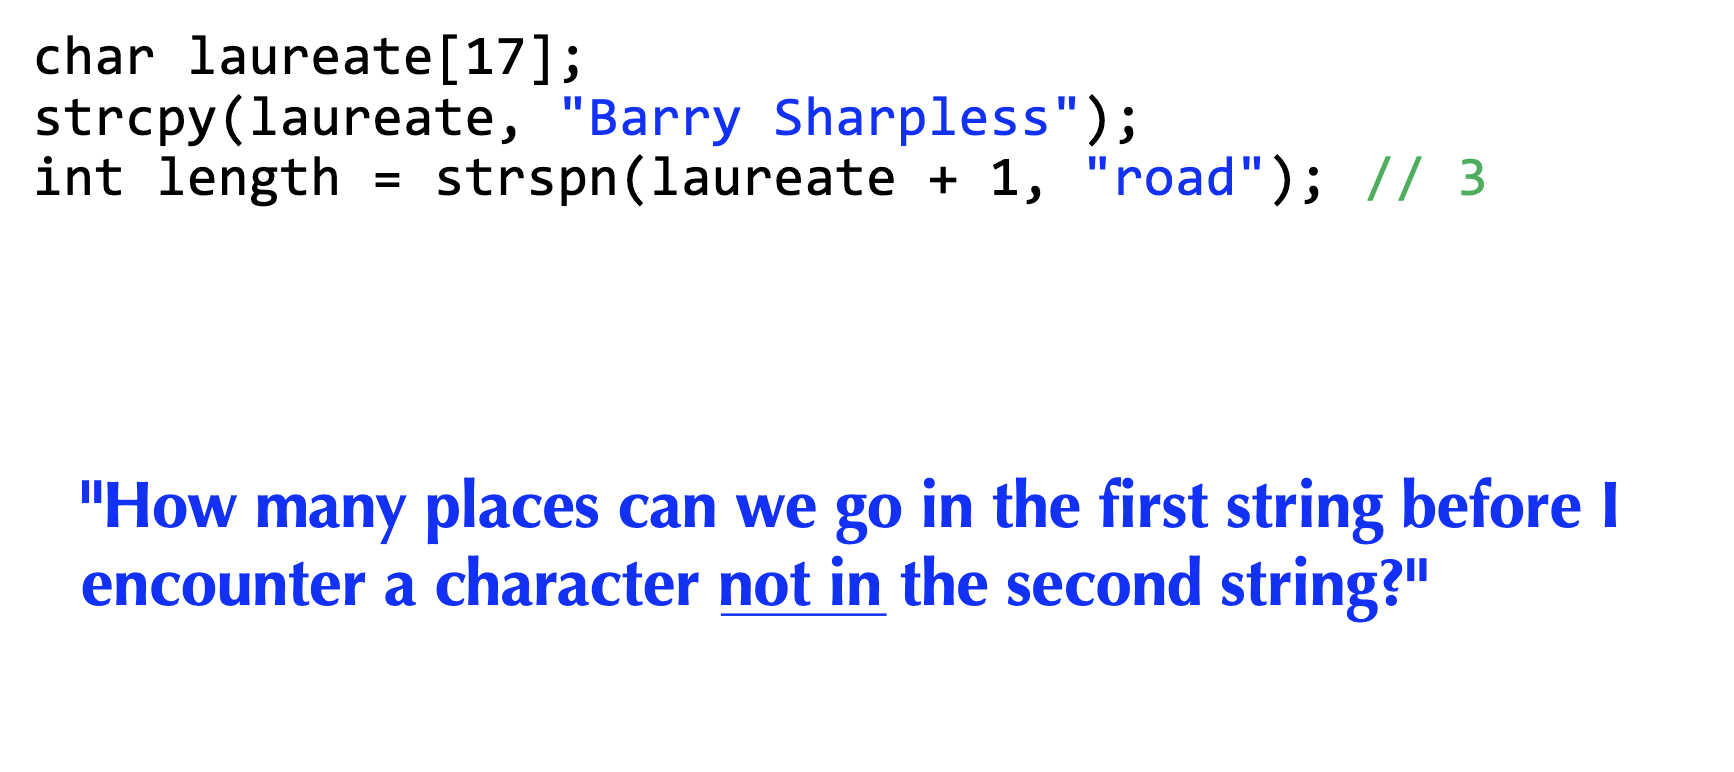 char laureate[17];
strcpy(laureate, "Barry Sharpless");
int length = strspn(laureate + 1, "road"); // 3
"How many places can we go in the first string before I
encounter a character not in the second string?"